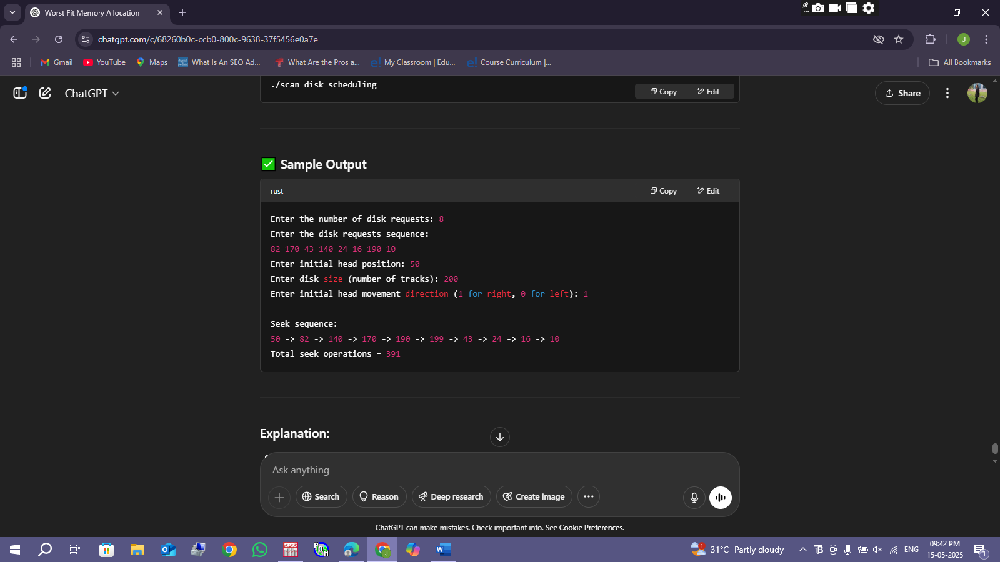 Worst Fit Memory Allocation
chatgpt.com/c/68260b0c-ccb0-800c-9638-37f5456e0a7e
J
Gmail YouTube Maps What Is An SEO Ad... What Are the Pros a... My Classroom | Edu... Course Curriculum |... All Bookmarks
ChatGPT
Share
./scan_disk_scheduling
Copy Edit
✅ Sample Output
rust Copy Edit
Enter the number of disk requests: 8
Enter the disk requests sequence:
82 170 43 140 24 16 190 10
Enter initial head position: 50
Enter disk size (number of tracks): 200
Enter initial head movement direction (1 for right, 0 for left): 1
Seek sequence:
50 -> 82 -> 140 -> 170 -> 190 -> 199 -> 43 -> 24 -> 16 -> 10
Total seek operations = 391
Explanation:
Ask anything
Search Reason Deep research Create image
ChatGPT can make mistakes. Check important info. See Cookie Preferences.
31°C Partly cloudy
ENG
09:42 PM
15-05-2025
1